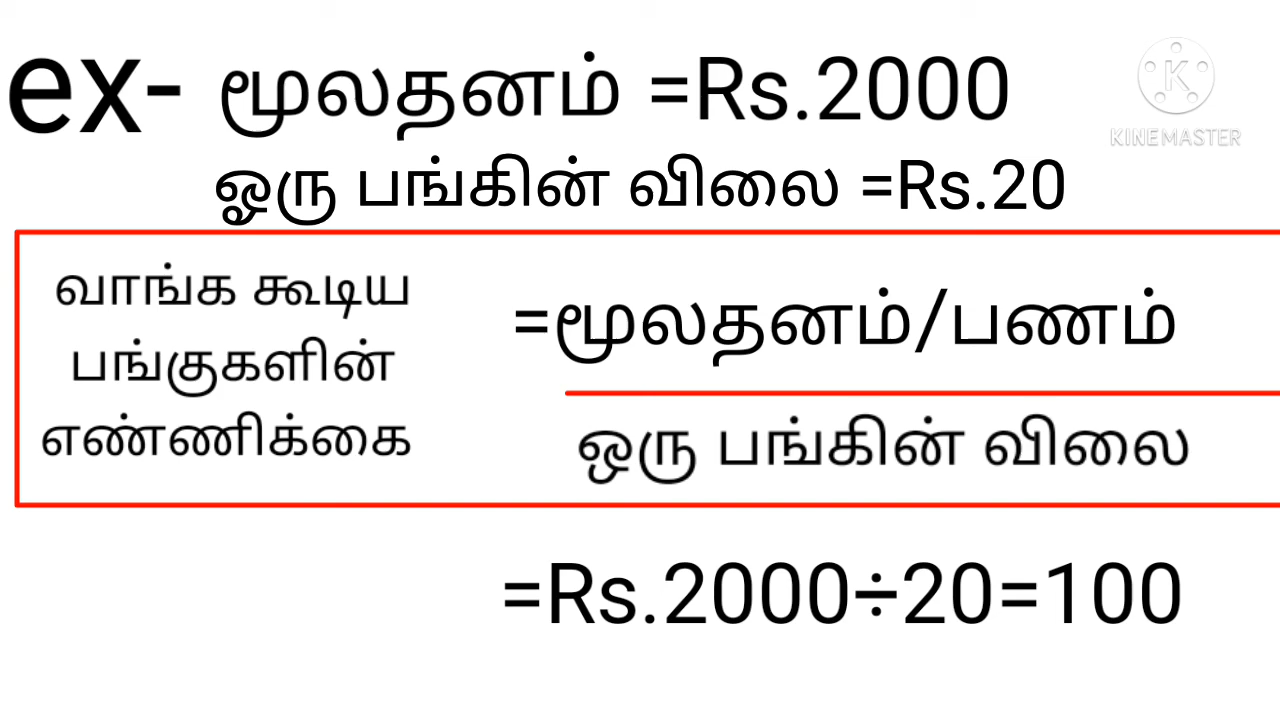 ex- மூலதனம் =Rs.2000
KINEMASTER
ஓரு பங்கின் விலை =Rs.20
வாங்க கூடிய
பங்குகளின்
எண்ணிக்கை
=மூலதனம்/பணம்
ஒரு பங்கின் விலை
=Rs.2000÷20=100